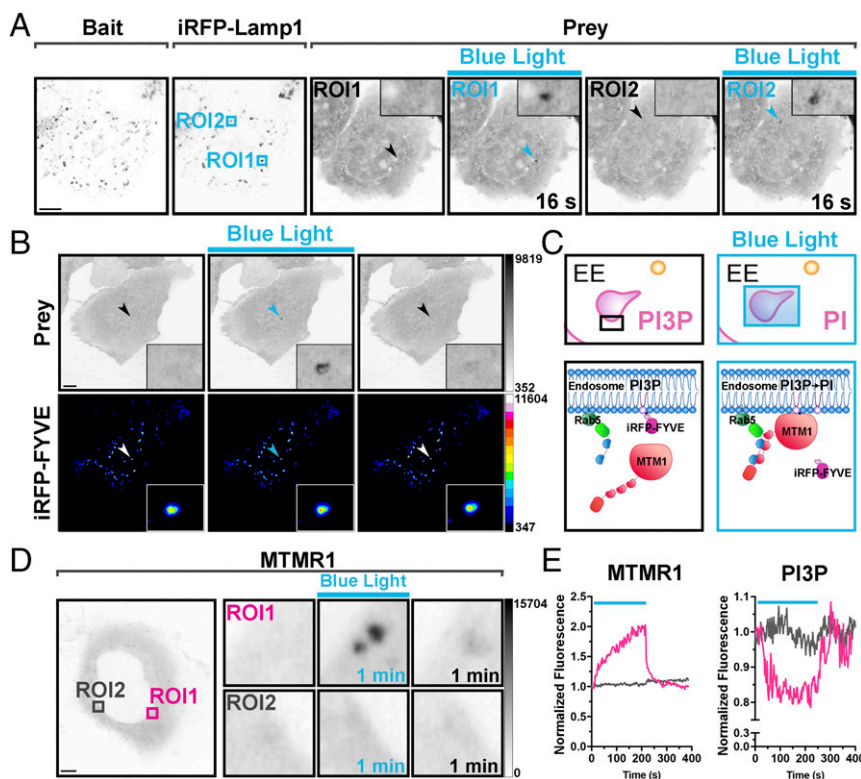 A
Bait
iRFP-Lamp1
Prey
Blue Light
Blue Light
ROI2
ROI1
ROI1
ROI1
16 s
ROI2
ROI2
16 s
B
Blue Light
Prey
9819
352
iRFP-FYVE
11604
347
C
Blue Light
EE
PI3P
EE
PI
Endosome PI3P
Rab5
iRFP-FYVE
MTM1
Endosome PI3P→PI
Rab5
MTM1
iRFP-FYVE
D
MTMR1
Blue Light
ROI2
ROI1
ROI1
1 min
1 min
ROI2
1 min
1 min
15704
0
E
MTMR1
Normalized Fluorescence
2.5
2.0
1.5
1.0
0.5
0.0
0 100 200 300 400
Time (s)
PI3P
Normalized Fluorescence
1.1
1.0
0.9
0.8
0.3
0.0
0 100 200 300 400
Time (s)